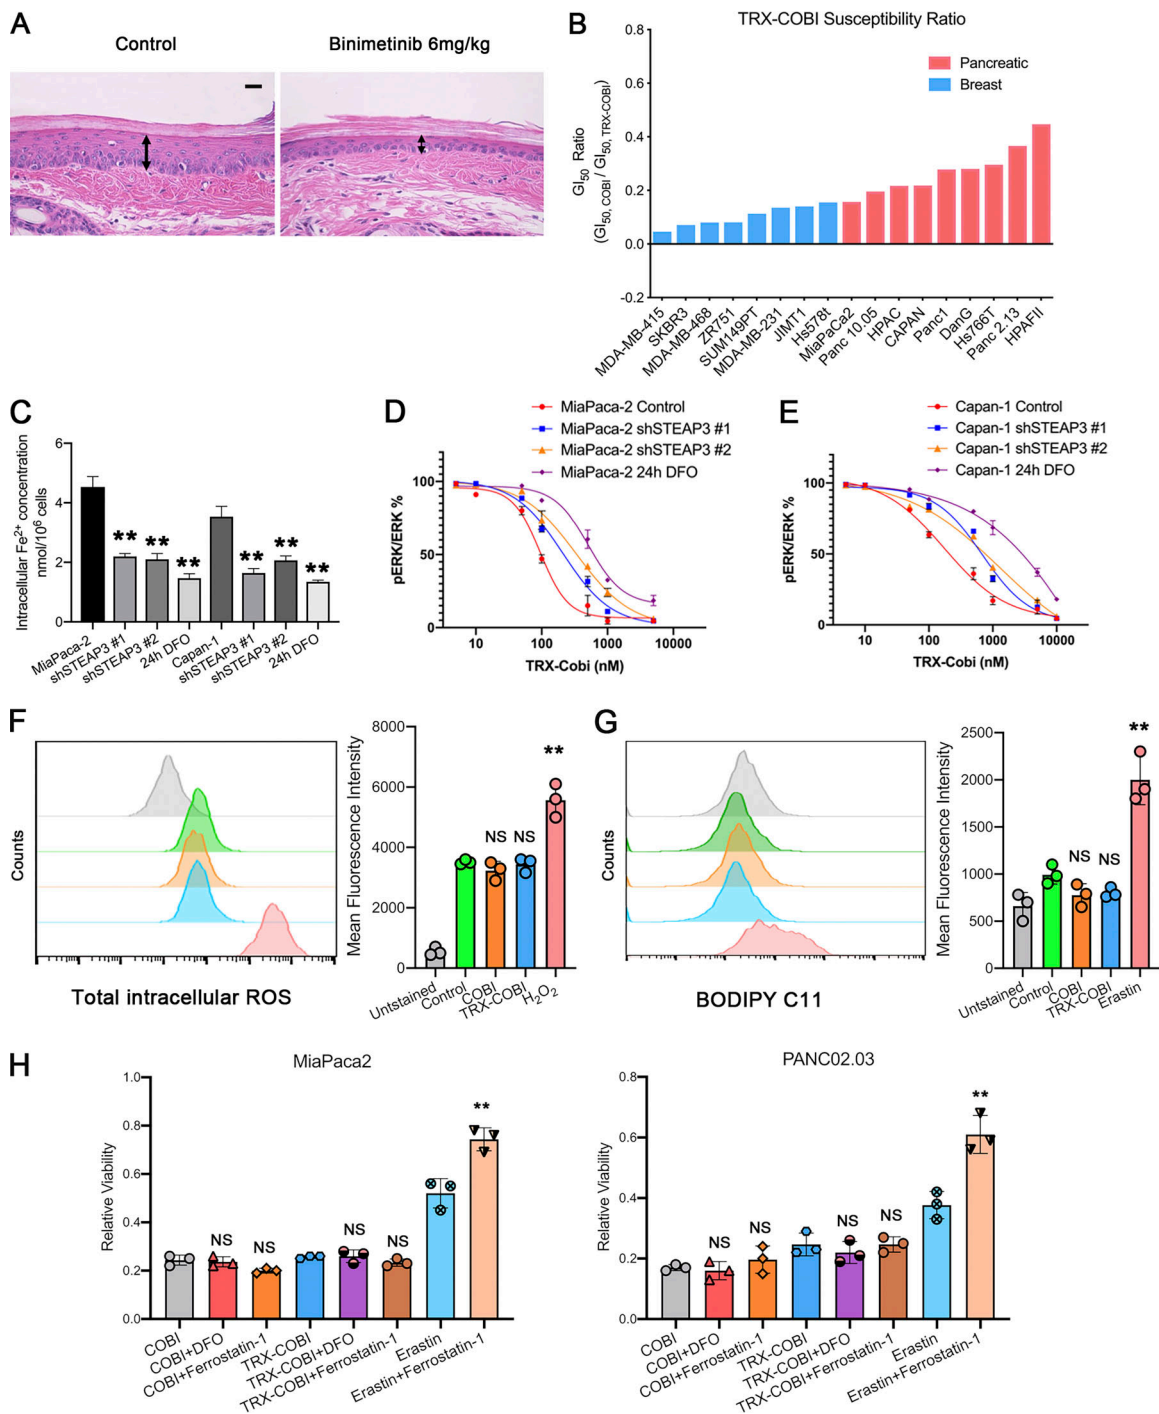 A
Control
Binimetinib 6mg/kg
B
TRX-COBI Susceptibility Ratio
GI50 Ratio
(GI50, COBI / GI50, TRX-COBI)
0.8
0.6
0.4
0.2
0.0
-0.2
Pancreatic
Breast
MDA-MB-415
SKBR3
MDA-MB-468
ZR751
SUM149PT
MDA-MB-231
JIMT1
Hs578t
MiaPaCa2
Panc 10.05
HPAC
CAPAN
Panc1
DanG
Hs766T
Panc 2.13
HPAFII
C
Intracellular Fe2+ concentration
nmol/10^6 cells
6
4
2
0
**
**
**
**
**
**
MiaPaca-2
shSTEAP3 #1
shSTEAP3 #2
24h DFO
Capan-1
shSTEAP3 #1
shSTEAP3 #2
24h DFO
D
MiaPaca-2 Control
MiaPaca-2 shSTEAP3 #1
MiaPaca-2 shSTEAP3 #2
MiaPaca-2 24h DFO
pERK/ERK %
100
50
0
10
100
1000
10000
TRX-Cobi (nM)
E
Capan-1 Control
Capan-1 shSTEAP3 #1
Capan-1 shSTEAP3 #2
Capan-1 24h DFO
pERK/ERK %
100
50
0
10
100
1000
10000
TRX-Cobi (nM)
F
Counts
Total intracellular ROS
Mean Fluorescence Intensity
8000
6000
4000
2000
0
NS
NS
**
Untstained
Control
COBI
TRX-COBI
H2O2
G
Counts
BODIPY C11
Mean Fluorescence Intensity
2500
2000
1500
1000
500
0
NS
NS
**
Untstained
Control
COBI
TRX-COBI
Erastin
H
MiaPaca2
Relative Viability
1.0
0.8
0.6
0.4
0.2
0.0
NS
NS
NS
NS
**
COBI
COBI+DFO
COBI+Ferrostatin-1
TRX-COBI
TRX-COBI+DFO
TRX-COBI+Ferrostatin-1
Erastin
Erastin+Ferrostatin-1
PANC02.03
Relative Viability
0.8
0.6
0.4
0.2
0.0
NS
NS
NS
NS
**
COBI
COBI+DFO
COBI+Ferrostatin-1
TRX-COBI
TRX-COBI+DFO
TRX-COBI+Ferrostatin-1
Erastin
Erastin+Ferrostatin-1